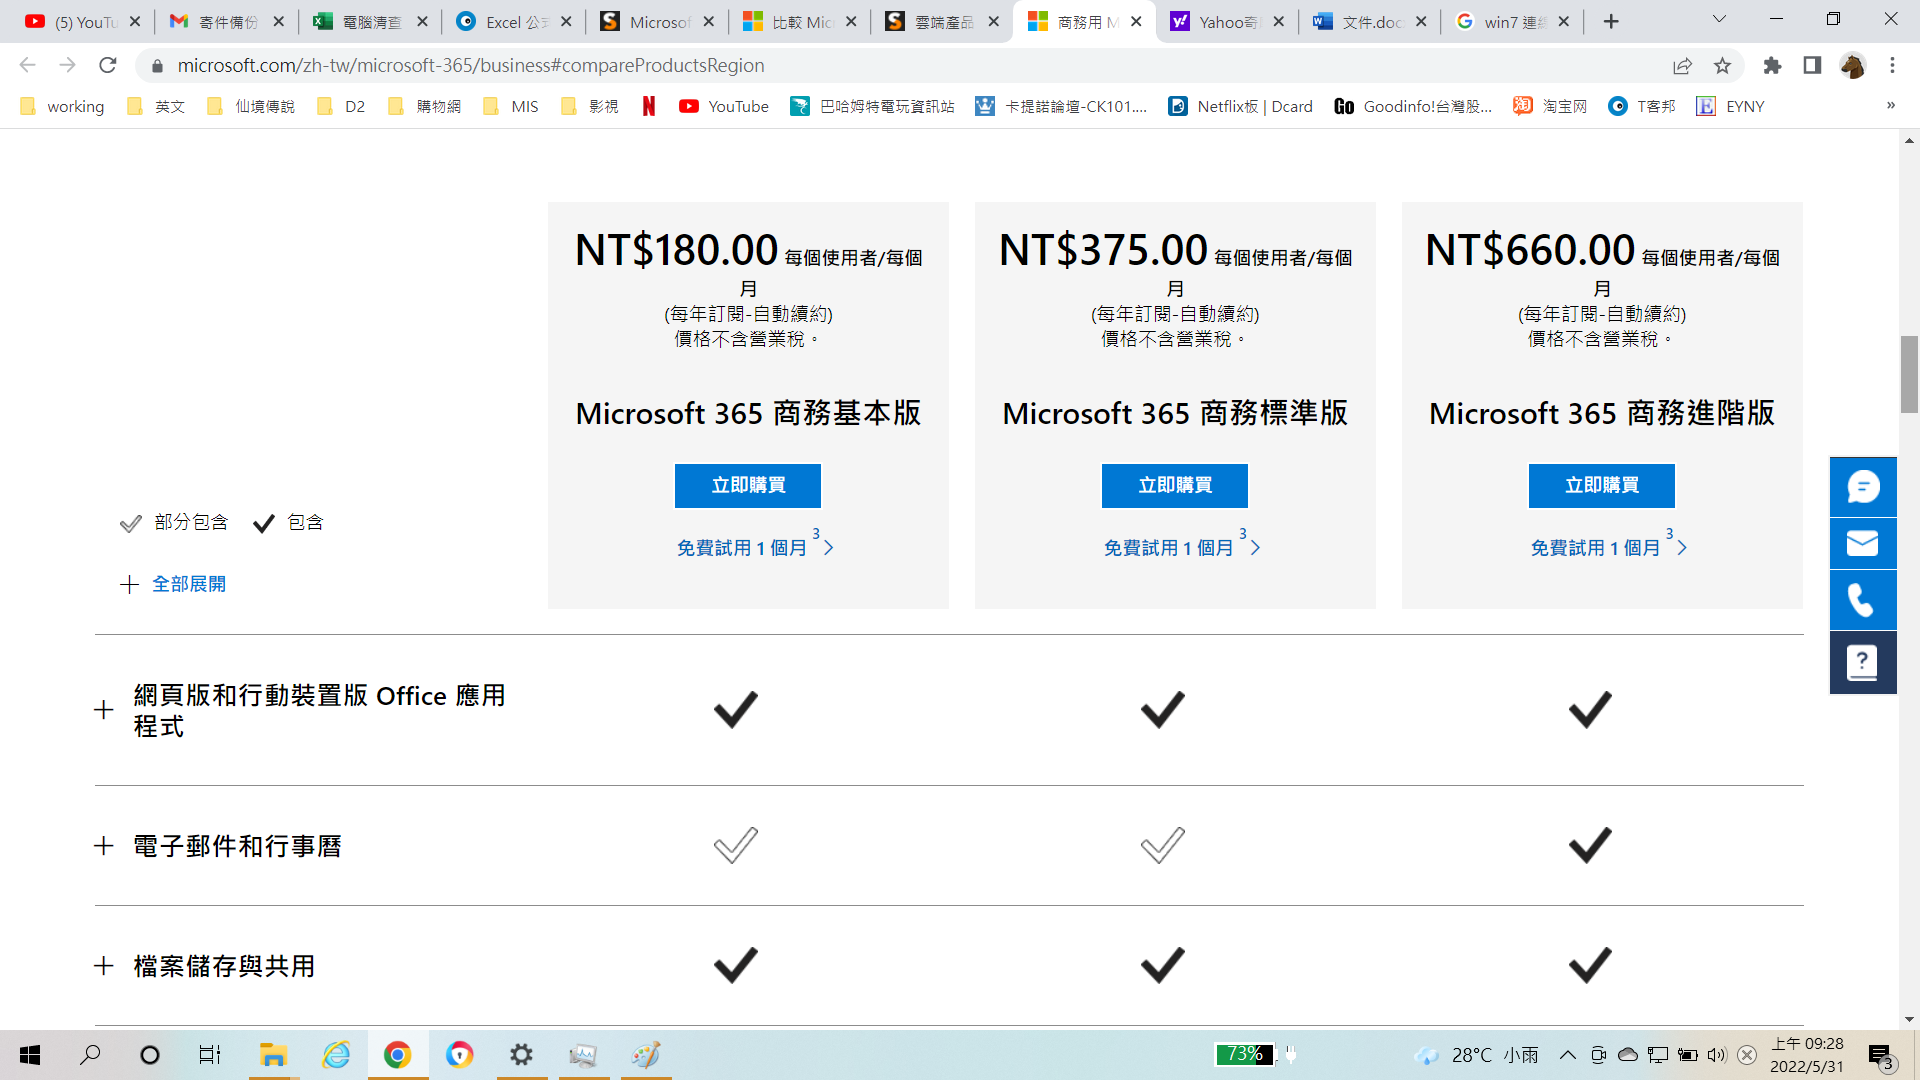 (5) YouTu
寄件備份
電腦清查
Excel 公式
Microsof
比較 Micr
雲端產品
商務用 M
Yahoo奇
文件.doc
win7 連
microsoft.com/zh-tw/microsoft-365/business#compareProductsRegion
working
英文
仙境傳說
D2
購物網
MIS
影視
YouTube
巴哈姆特電玩資訊站
卡提諾論壇-CK101....
Netflix板 | Dcard
Goodinfo!台灣股...
淘宝网
T客邦
EYNY
»
NT$180.00 每個使用者/每個
月
(每年訂閱-自動續約)
價格不含營業稅。
Microsoft 365 商務基本版
立即購買
免費試用 1 個月 3
NT$375.00 每個使用者/每個
月
(每年訂閱-自動續約)
價格不含營業稅。
Microsoft 365 商務標準版
立即購買
免費試用 1 個月 3
NT$660.00 每個使用者/每個
月
(每年訂閱-自動續約)
價格不含營業稅。
Microsoft 365 商務進階版
立即購買
免費試用 1 個月 3
部分包含
包含
全部展開
網頁版和行動裝置版 Office 應用
程式
電子郵件和行事曆
檔案儲存與共用
73%
28°C 小雨
上午 09:28
2022/5/31
3